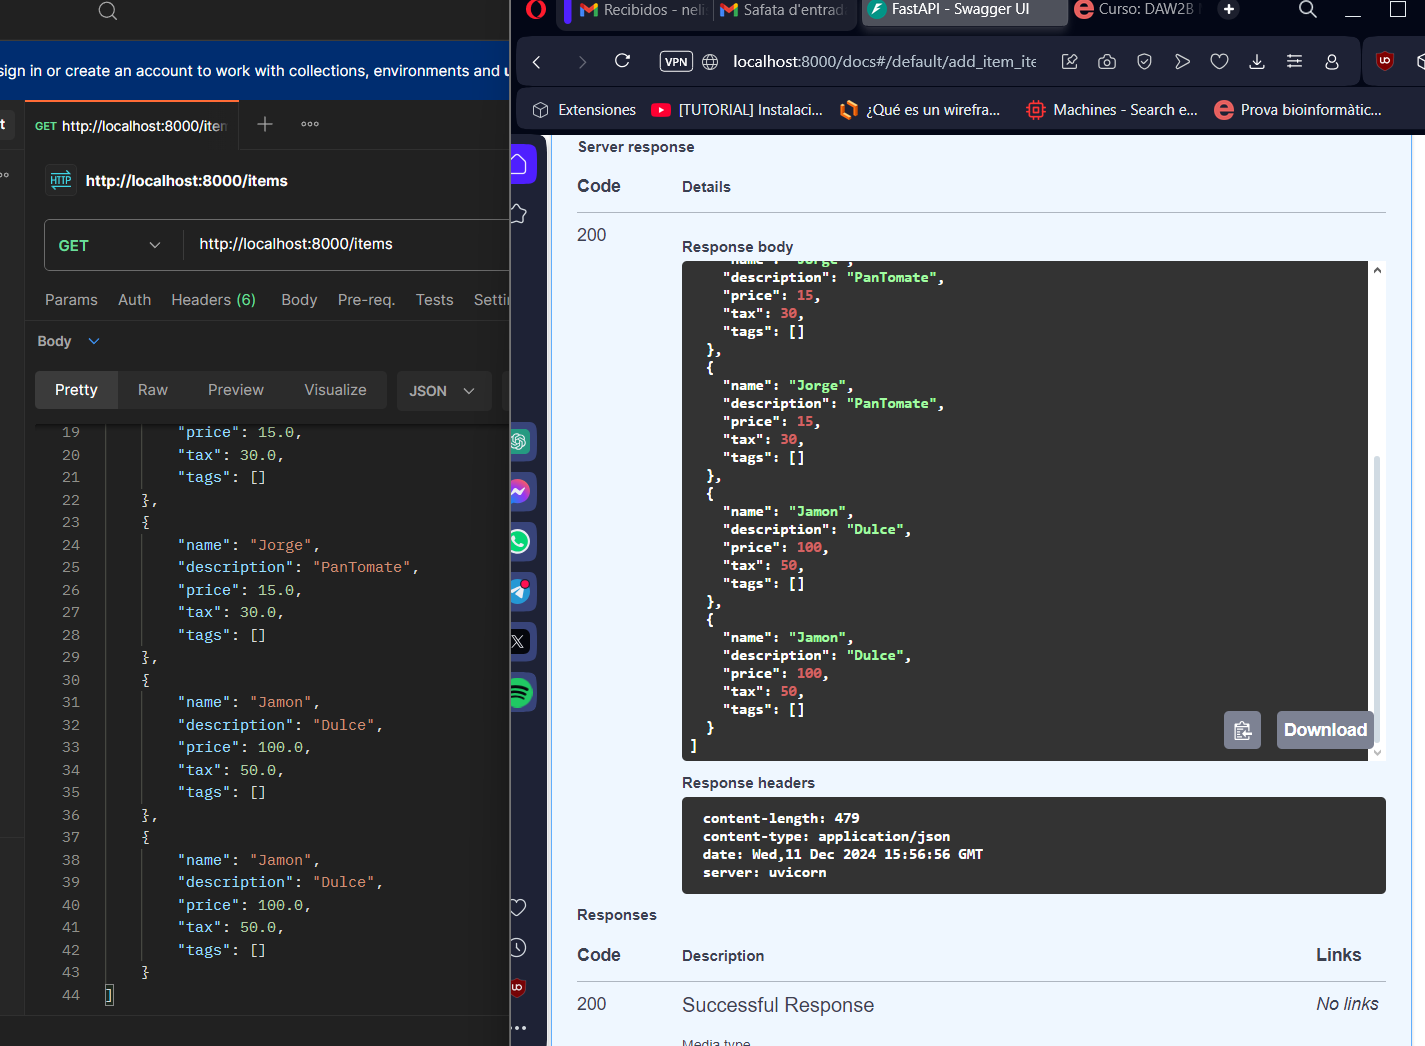 sign in or create an account to work with collections, environments and u
t
GET http://localhost:8000/iten
HTTP http://localhost:8000/items
GET http://localhost:8000/items
Params Auth Headers (6) Body Pre-req. Tests Setti
Body
Pretty Raw Preview Visualize JSON
19 "price": 15.0,
20 "tax": 30.0,
21 "tags": []
22 },
23 {
24 "name": "Jorge",
25 "description": "PanTomate",
26 "price": 15.0,
27 "tax": 30.0,
28 "tags": []
29 },
30 {
31 "name": "Jamon",
32 "description": "Dulce",
33 "price": 100.0,
34 "tax": 50.0,
35 "tags": []
36 },
37 {
38 "name": "Jamon",
39 "description": "Dulce",
40 "price": 100.0,
41 "tax": 50.0,
42 "tags": []
43 }
44 ]
Recibidos - neli Safata d'entrad FastAPI - Swagger UI Curso: DAW2B
VPN localhost:8000/docs#/default/add_item_ite
Extensiones [TUTORIAL] Instalaci... ¿Qué es un wirefra... Machines - Search e... Prova bioinformàtic...
Server response
Code Details
200
Response body
"name": "Jorge",
"description": "PanTomate",
"price": 15,
"tax": 30,
"tags": []
},
{
"name": "Jorge",
"description": "PanTomate",
"price": 15,
"tax": 30,
"tags": []
},
{
"name": "Jamon",
"description": "Dulce",
"price": 100,
"tax": 50,
"tags": []
},
{
"name": "Jamon",
"description": "Dulce",
"price": 100,
"tax": 50,
"tags": []
}
]
Download
Response headers
content-length: 479
content-type: application/json
date: Wed,11 Dec 2024 15:56:56 GMT
server: uvicorn
Responses
Code Description Links
200 Successful Response No links
Media type